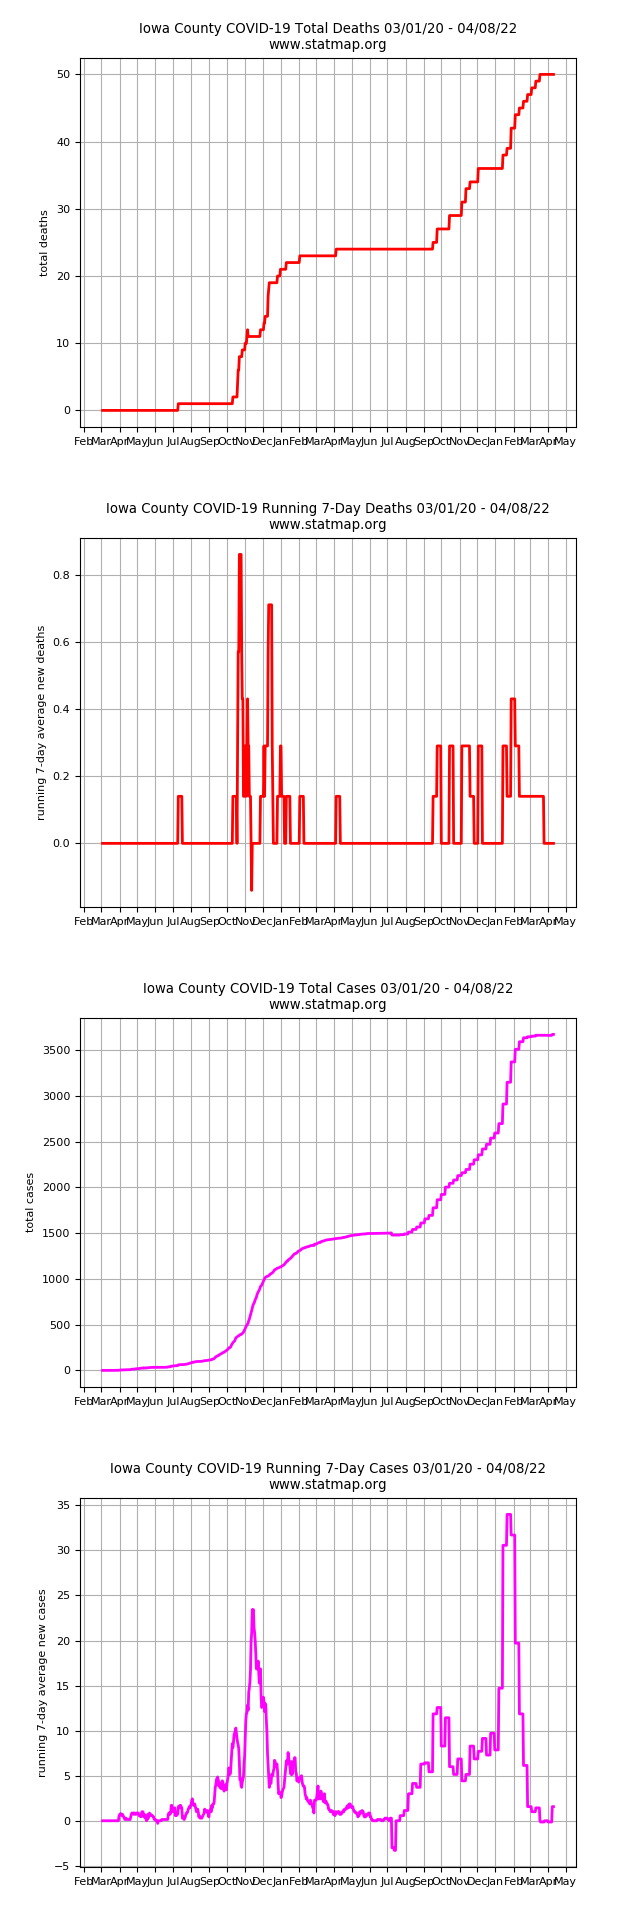 Iowa County COVID-19 Total Deaths 03/01/20 - 04/08/22
www.statmap.org
50
40
30
20
10
0
total deaths
Feb Mar Apr May Jun Jul Aug Sep Oct Nov Dec Jan Feb Mar Apr May Jun Jul Aug Sep Oct Nov Dec Jan Feb Mar Apr May
Iowa County COVID-19 Running 7-Day Deaths 03/01/20 - 04/08/22
www.statmap.org
0.8
0.6
0.4
0.2
0.0
running 7-day average new deaths
Feb Mar Apr May Jun Jul Aug Sep Oct Nov Dec Jan Feb Mar Apr May Jun Jul Aug Sep Oct Nov Dec Jan Feb Mar Apr May
Iowa County COVID-19 Total Cases 03/01/20 - 04/08/22
www.statmap.org
3500
3000
2500
2000
1500
1000
500
0
total cases
Feb Mar Apr May Jun Jul Aug Sep Oct Nov Dec Jan Feb Mar Apr May Jun Jul Aug Sep Oct Nov Dec Jan Feb Mar Apr May
Iowa County COVID-19 Running 7-Day Cases 03/01/20 - 04/08/22
www.statmap.org
35
30
25
20
15
10
5
0
−5
running 7-day average new cases
Feb Mar Apr May Jun Jul Aug Sep Oct Nov Dec Jan Feb Mar Apr May Jun Jul Aug Sep Oct Nov Dec Jan Feb Mar Apr May